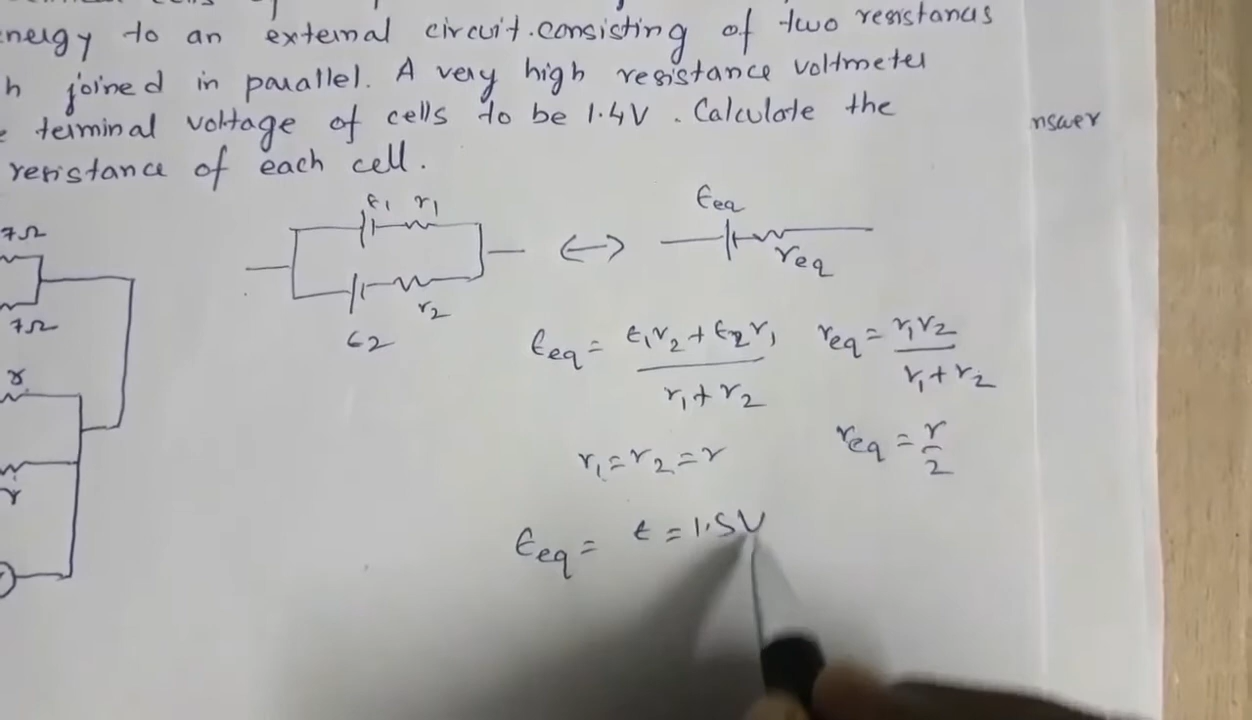 to an external circuit. consisting of two resistances
h joined in parallel. A very high resistance voltmeter
e terminal voltage of cells to be 1.4V. Calculate the
nswer
resistance of each cell.
7Ω
ε1 r1
εeq
req
7Ω
r2
ε2
εeq = ε1r2 + ε2r1 / r1 + r2
req = r1r2 / r1 + r2
r
r1 = r2 = r
req = r/2
r
εeq = ε = 1.5V